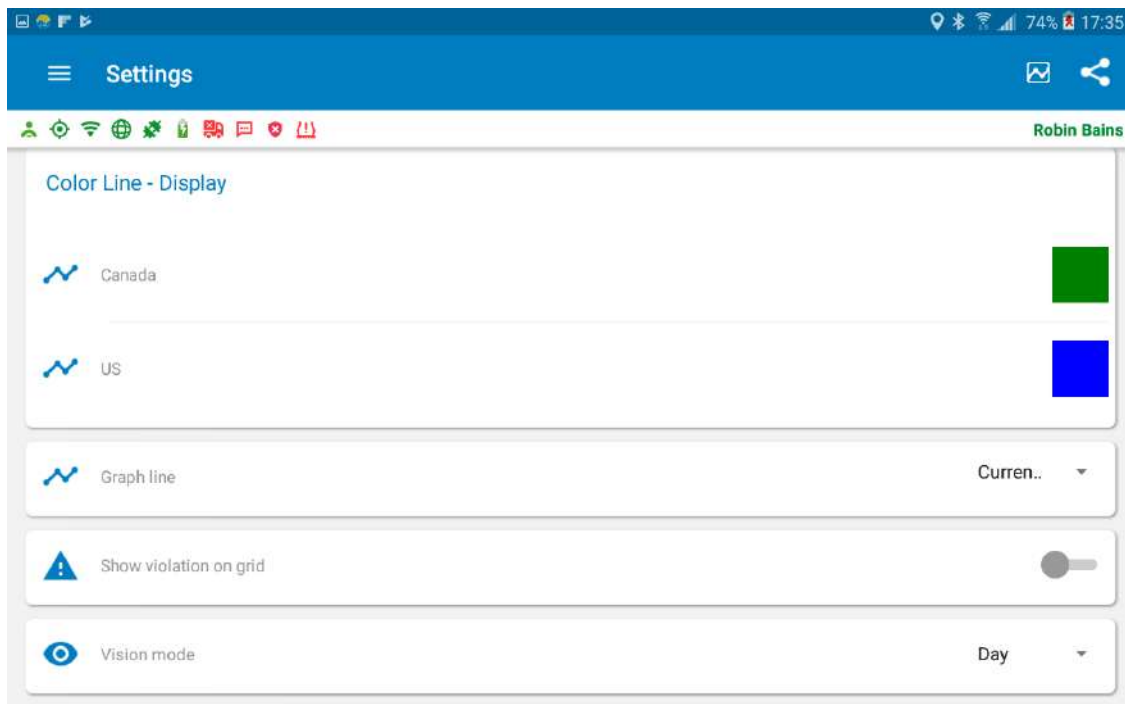 74% 17:35
Settings
Robin Bains
Color Line - Display
Canada
US
Graph line Curren..
Show violation on grid
Vision mode Day